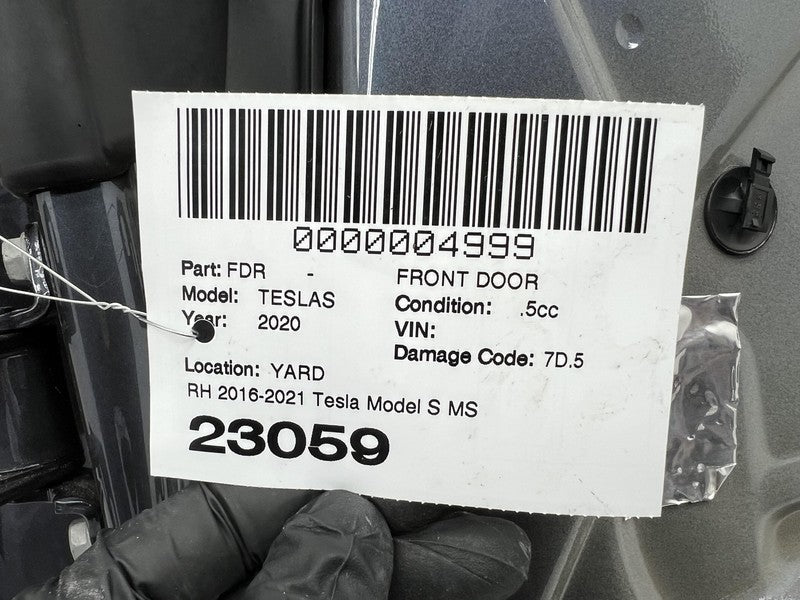 0000004999
Part: FDR - FRONT DOOR
Model: TESLAS Condition: .5cc
Year: 2020 VIN:
Damage Code: 7D.5
Location: YARD
RH 2016-2021 Tesla Model S MS
23059